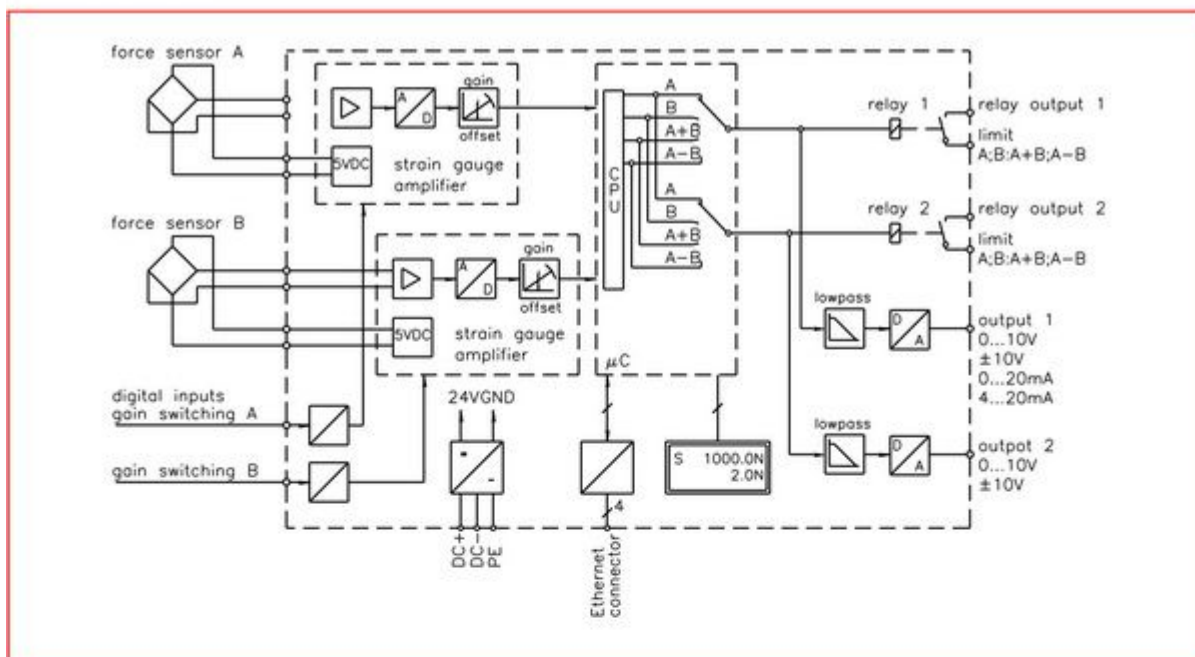 force sensor A
gain
A
D
offset
5VDC
strain gauge
amplifier
force sensor B
gain
A
D
offset
5VDC
strain gauge
amplifier
digital inputs
gain switching A
gain switching B
24V GND
=
-
DC+
DC-
PE
CPU
A
B
A+B
A-B
A
B
A+B
A-B
µC
4
Ethernet
connector
S 1000.0N
2.0N
relay 1
relay output 1
limit
A;B:A+B;A-B
relay 2
relay output 2
limit
A;B:A+B;A-B
lowpass
D
A
output 1
0...10V
±10V
0...20mA
4...20mA
lowpass
D
A
outpot 2
0...10V
±10V